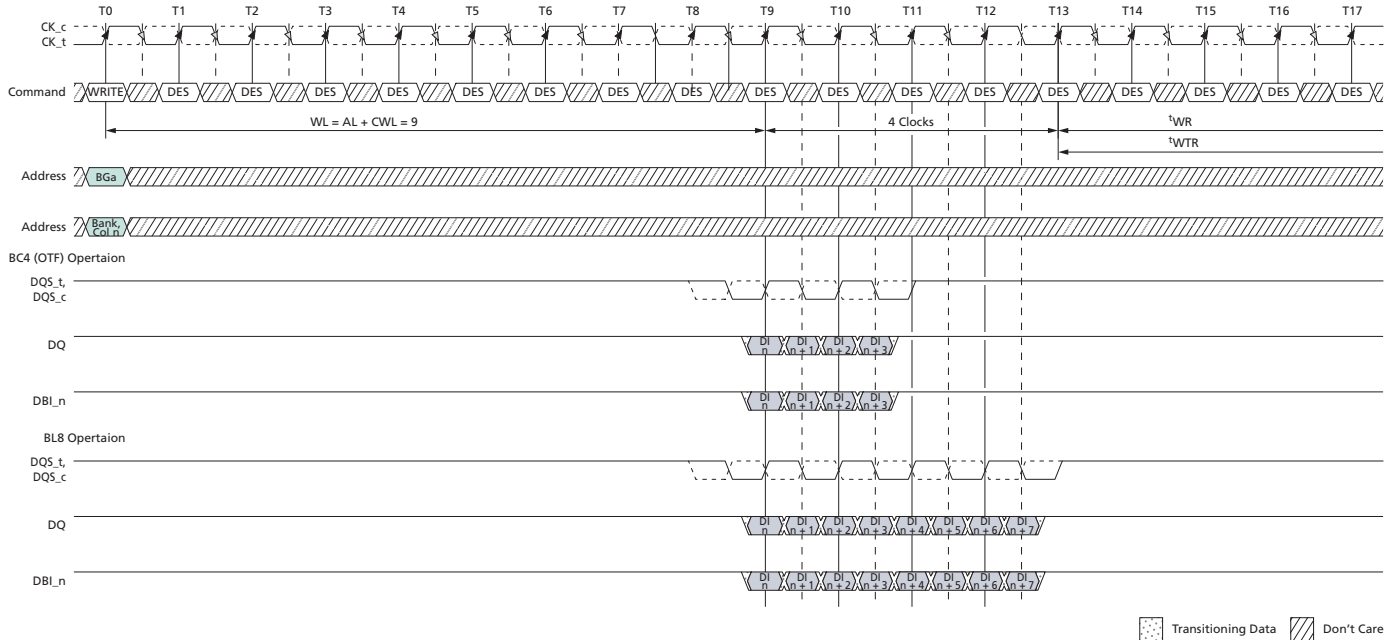 T0 T1 T2 T3 T4 T5 T6 T7 T8 T9 T10 T11 T12 T13 T14 T15 T16 T17
CK_c
CK_t
Command WRITE DES DES DES DES DES DES DES DES DES DES DES DES DES DES DES DES DES
WL = AL + CWL = 9 4 Clocks tWR
tWTR
Address BGa
Address Bank, Col n
BC4 (OTF) Opertaion
DQS_t,
DQS_c
DQ DI n DI n + 1 DI n + 2 DI n + 3
DBI_n DI n DI n + 1 DI n + 2 DI n + 3
BL8 Opertaion
DQS_t,
DQS_c
DQ DI n DI n + 1 DI n + 2 DI n + 3 DI n + 4 DI n + 5 DI n + 6 DI n + 7
DBI_n DI n DI n + 1 DI n + 2 DI n + 3 DI n + 4 DI n + 5 DI n + 6 DI n + 7
Transitioning Data Don't Care